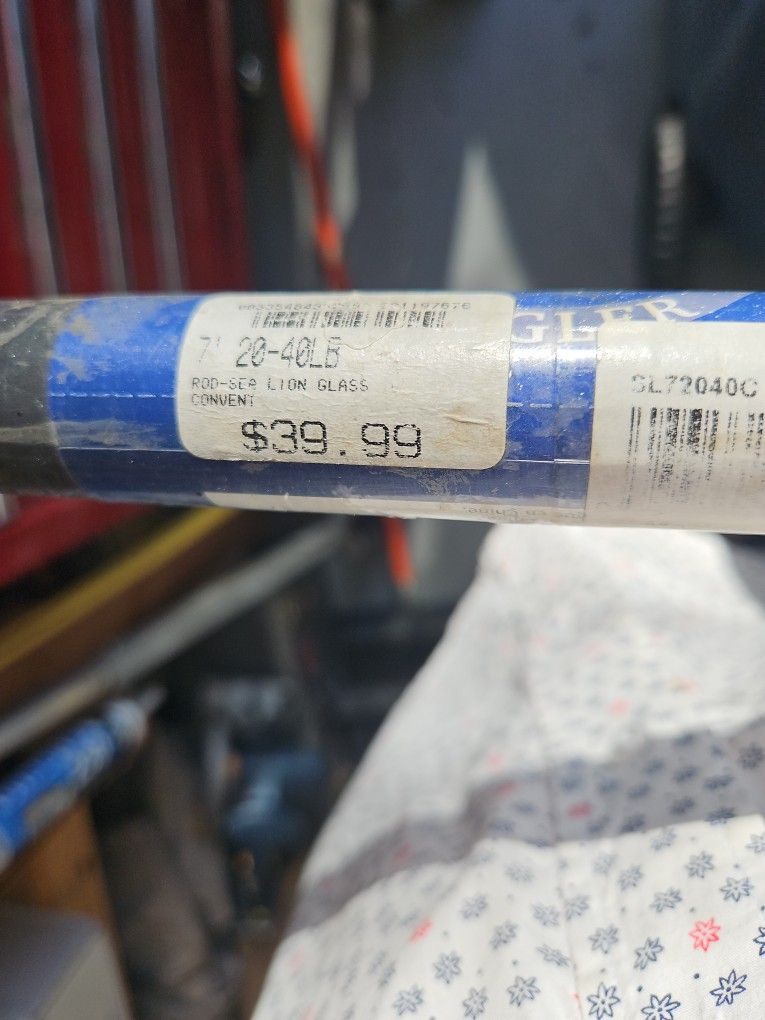 7' 20-40LB
ROD-SEA LION GLASS
CONVENT
$39.99
GLER
SL72040C